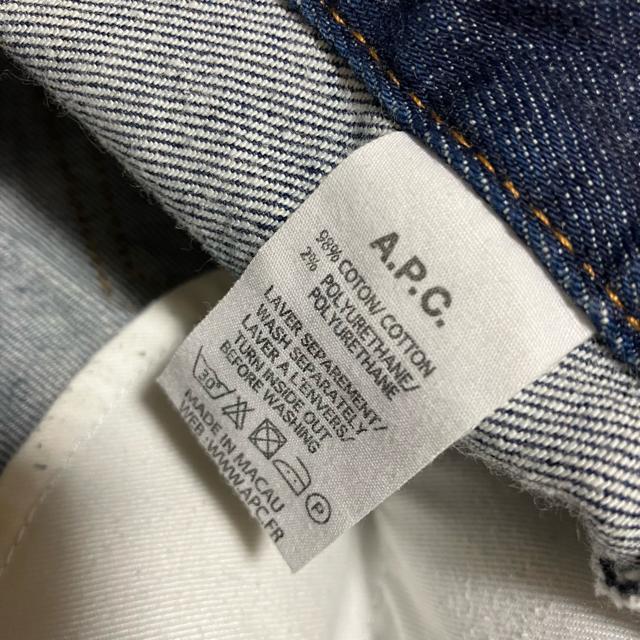 A.P.C.
98% COTON/COTTON
2% POLYURETHANE/
POLYURETHANE
LAVER SEPAREMENT/
WASH SEPARATELY
LAVER A L'ENVERS/
TURN INSIDE OUT
BEFORE WASHING
30° P
MADE IN MACAU
WEB :WWW.APC.FR